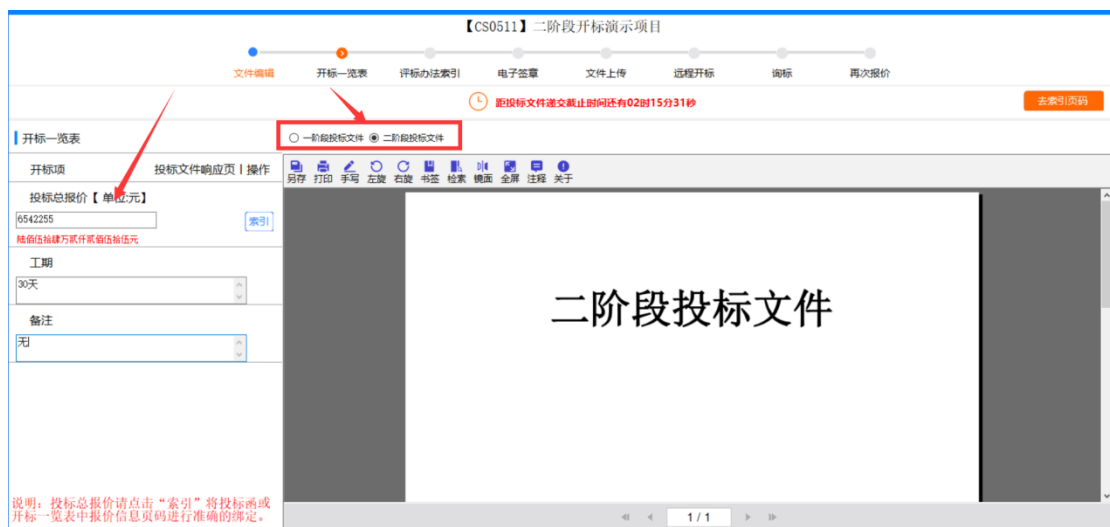 【CS0511】二阶段开标演示项目
文件编辑 开标一览表 评标办法索引 电子签章 文件上传 远程开标 询标 再次报价
距投标文件递交截止时间还有02时15分31秒
去索引页码
开标一览表
一阶段投标文件 二阶段投标文件
开标项 投标文件响应页 | 操作
另存 打印 手写 左旋 右旋 书签 检索 镜面 全屏 注释 关于
投标总报价【 单位:元】
6542255
索引
陆佰伍拾肆万贰仟贰佰伍拾伍元
工期
30天
备注
无
二阶段投标文件
说明：投标总报价请点击“索引”将投标函或
开标一览表中报价信息页码进行准确的绑定。
1 / 1